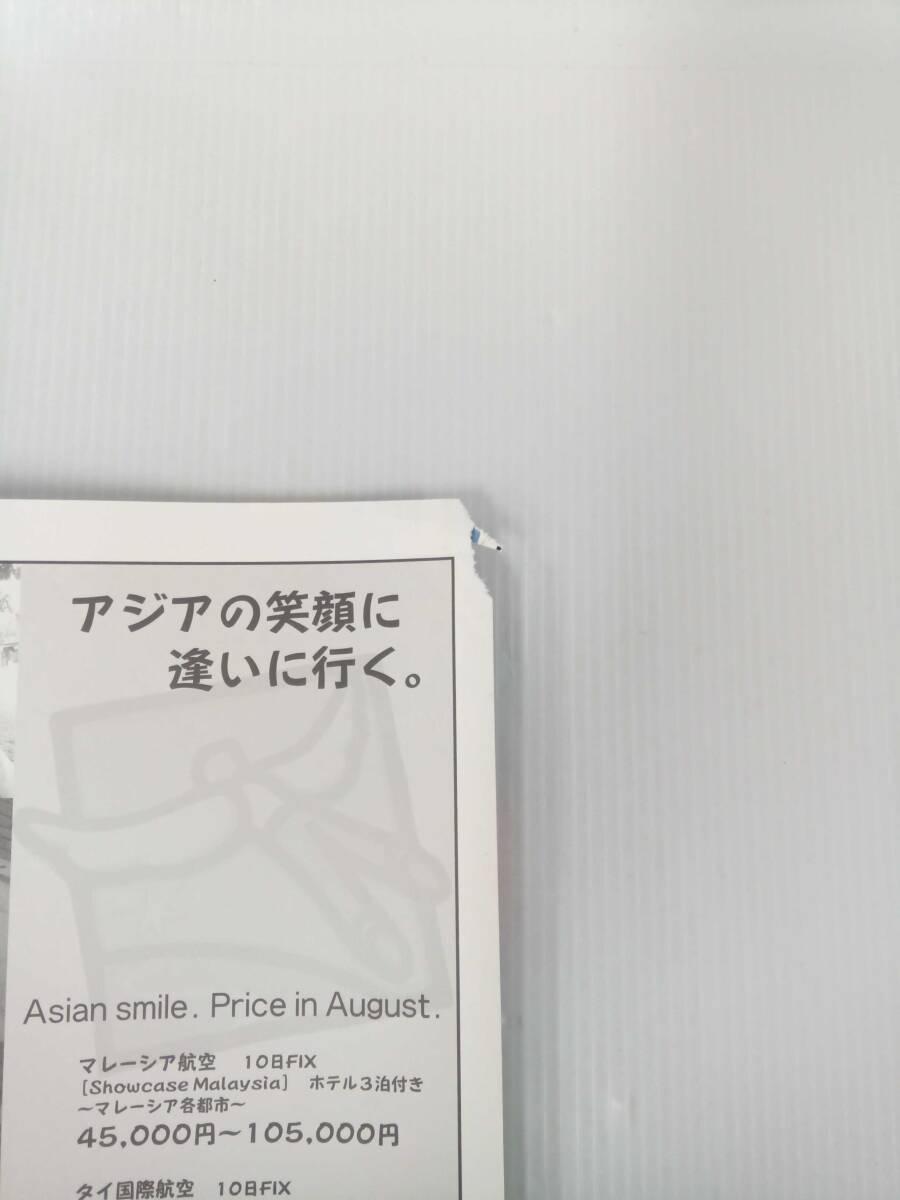 アジアの笑顔に
逢いに行く。
Asian smile. Price in August.
マレーシア航空 10日FIX
[Showcase Malaysia] ホテル3泊付き
～マレーシア各都市～
45,000円～105,000円
タイ国際航空 10日FIX